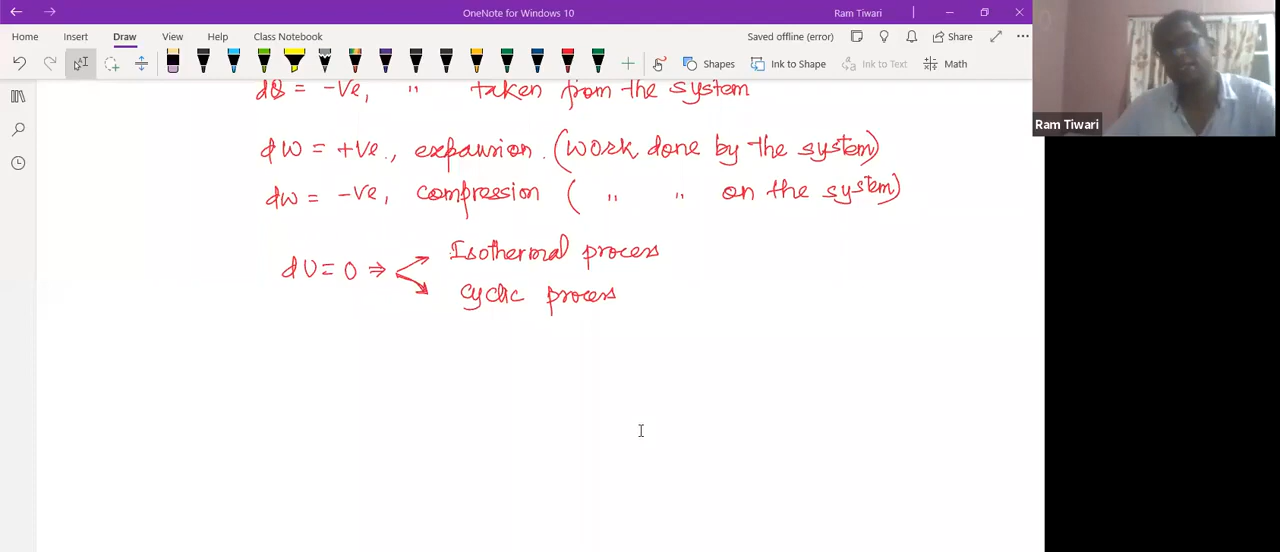 OneNote for Windows 10
Ram Tiwari
Home Insert Draw View Help Class Notebook
Saved offline (error) Share
Shapes Ink to Shape Ink to Text Math
dQ = -ve, " taken from the system
dW = +ve., expansion. (work done by the system)
dw = -ve, compression ( " " on the system)
dU = 0 ⇒ Isothermal process
cyclic process
Ram Tiwari